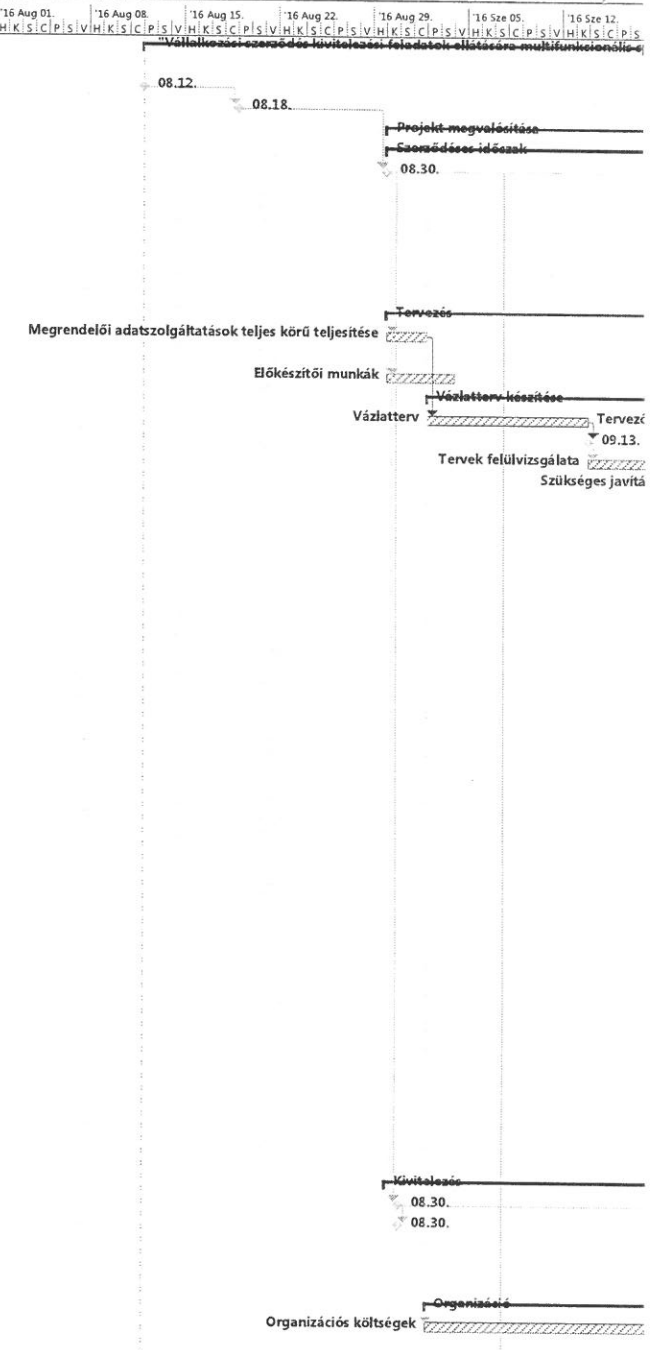 '16 Aug 01. '16 Aug 08. '16 Aug 15. '16 Aug 22. '16 Aug 29. '16 Sze 05. '16 Sze 12.
H K S C P S V H K S C P S V H K S C P S V H K S C P S V H K S C P S V H K S C P S V H K S C P S
"Vállalkozási szerződés kivitelezési feladatok ellátására multifunkcionális s
08.12.
08.18.
Projekt megvalósítása
Szerződéses időszak
08.30.
Tervezés
Megrendelői adatszolgáltatások teljes körű teljesítése
Előkészítői munkák
Vázlatterv készítése
Vázlatterv Tervező
09.13.
Tervek felülvizsgálata
Szükséges javítá
Kivitelezés
08.30.
08.30.
Organizáció
Organizációs költségek